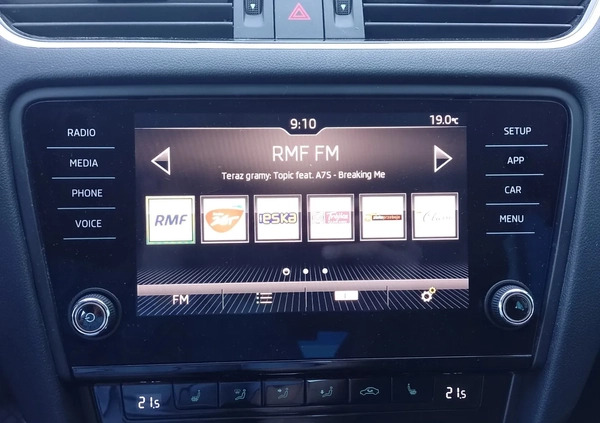 9:10
19.0°C
RADIO
MEDIA
PHONE
VOICE
RMF FM
Teraz gramy: Topic feat. A7S - Breaking Me
RMF
eska
FM
SETUP
APP
CAR
MENU
21.5
21.5